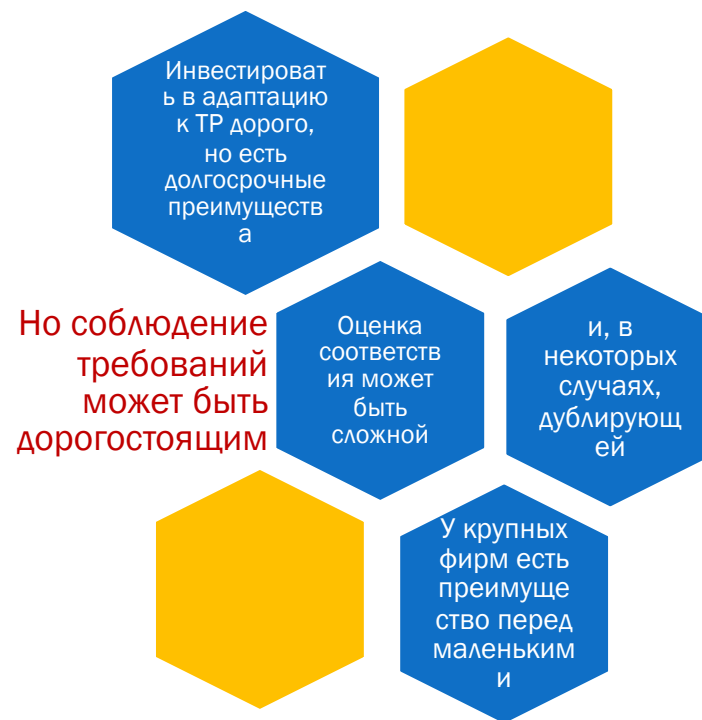 Инвестироват
ь в адаптацию
к ТР дорого,
но есть
долгосрочные
преимуществ
а
Но соблюдение
требований
может быть
дорогостоящим
Оценка
соответств
ия может
быть
сложной
и, в
некоторых
случаях,
дублирующ
ей
У крупных
фирм есть
преимуще
ство перед
маленьким
и